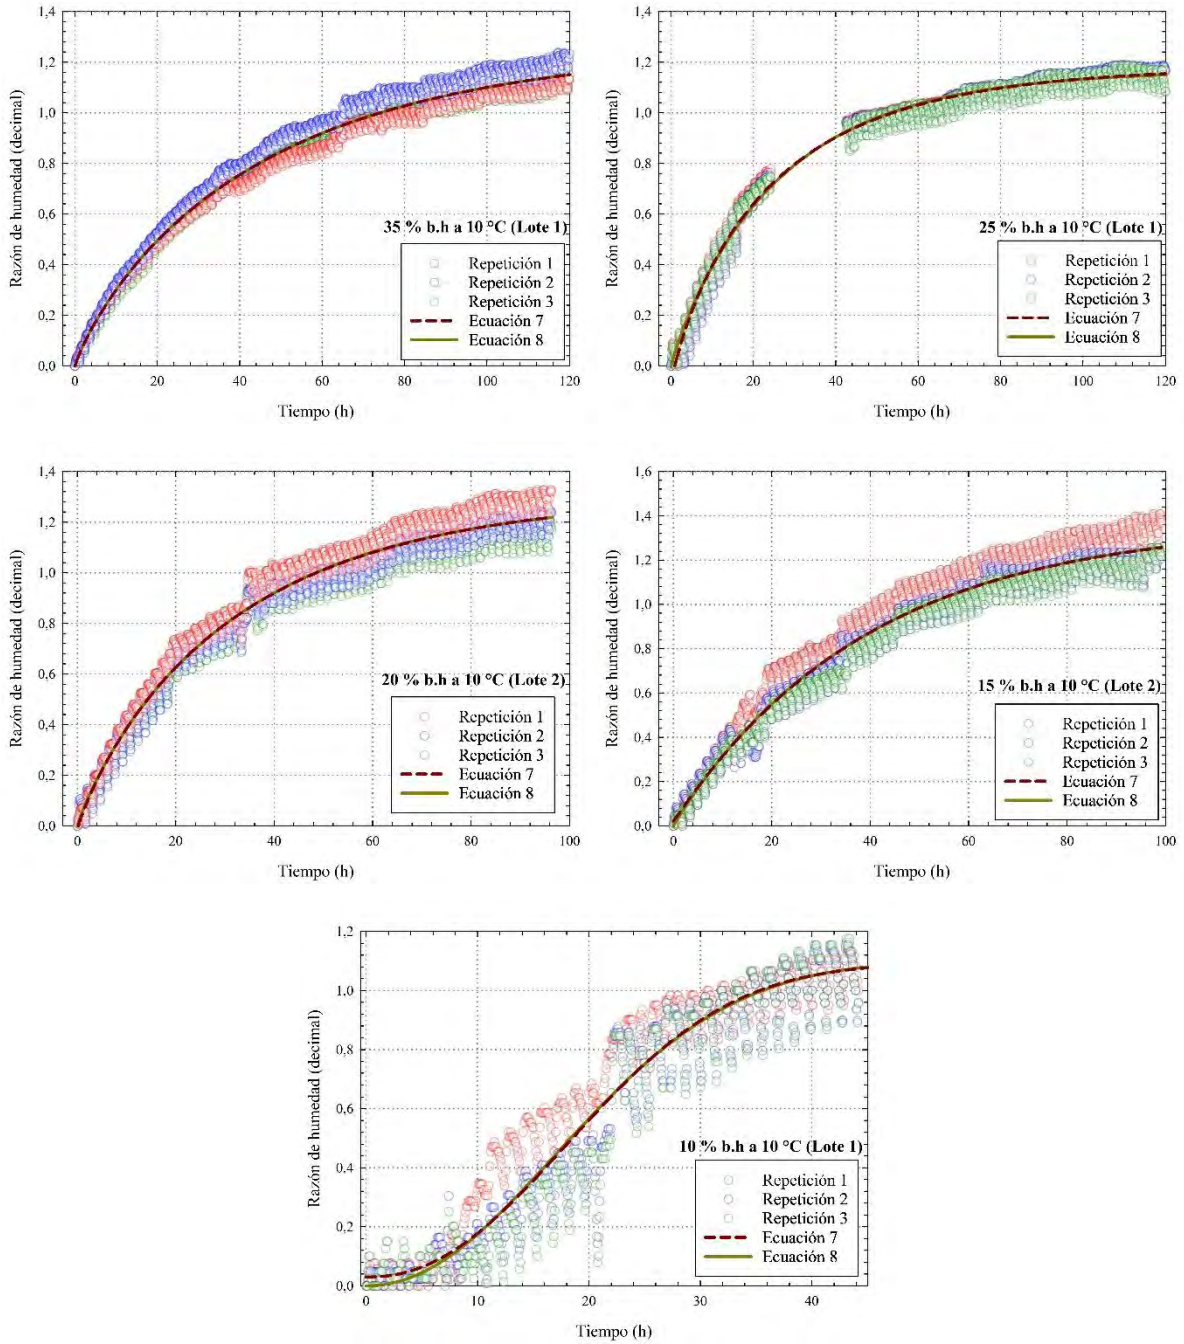 1,4
1,2
1,0
0,8
0,6
0,4
0,2
0,0
Razón de humedad (decimal)
35 % b.h a 10 °C (Lote 1)
Repetición 1
Repetición 2
Repetición 3
Ecuación 7
Ecuación 8
0 20 40 60 80 100 120
Tiempo (h)
1,4
1,2
1,0
0,8
0,6
0,4
0,2
0,0
Razón de humedad (decimal)
25 % b.h a 10 °C (Lote 1)
Repetición 1
Repetición 2
Repetición 3
Ecuación 7
Ecuación 8
0 20 40 60 80 100 120
Tiempo (h)
1,4
1,2
1,0
0,8
0,6
0,4
0,2
0,0
Razón de humedad (decimal)
20 % b.h a 10 °C (Lote 2)
Repetición 1
Repetición 2
Repetición 3
Ecuación 7
Ecuación 8
0 20 40 60 80 100
Tiempo (h)
1,6
1,4
1,2
1,0
0,8
0,6
0,4
0,2
0,0
Razón de humedad (decimal)
15 % b.h a 10 °C (Lote 2)
Repetición 1
Repetición 2
Repetición 3
Ecuación 7
Ecuación 8
0 20 40 60 80 100
Tiempo (h)
1,2
1,0
0,8
0,6
0,4
0,2
0,0
Razón de humedad (decimal)
10 % b.h a 10 °C (Lote 1)
Repetición 1
Repetición 2
Repetición 3
Ecuación 7
Ecuación 8
0 10 20 30 40
Tiempo (h)